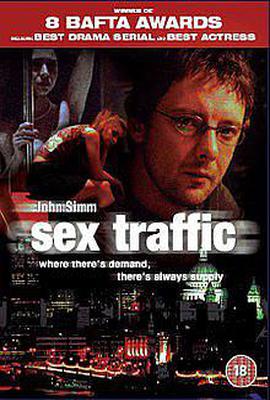 WINNER OF
8 BAFTA AWARDS
INCLUDING BEST DRAMA SERIAL AND BEST ACTRESS
John Simm
sex traffic
where there's demand,
there's always supply
18